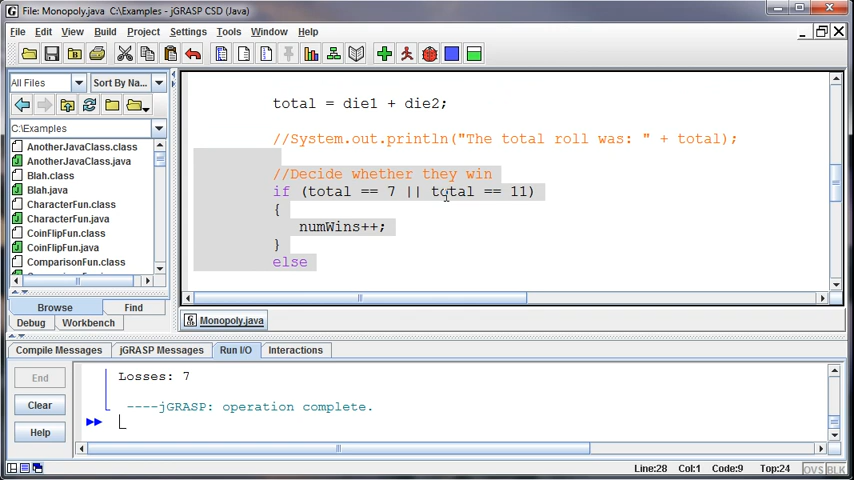 File: Monopoly.java C:\Examples - jGRASP CSD (Java)
File Edit View Build Project Settings Tools Window Help
All Files Sort By Na...
C:\Examples
AnotherJavaClass.class
AnotherJavaClass.java
Blah.class
Blah.java
CharacterFun.class
CharacterFun.java
CoinFlipFun.class
CoinFlipFun.java
ComparisonFun.class
Browse Find
Debug Workbench
total = die1 + die2;
//System.out.println("The total roll was: " + total);
//Decide whether they win
if (total == 7 || total == 11)
{
numWins++;
}
else
Monopoly.java
Compile Messages jGRASP Messages Run I/O Interactions
End
Clear
Help
Losses: 7
----jGRASP: operation complete.
Line:28 Col:1 Code:9 Top:24 OVS BLK